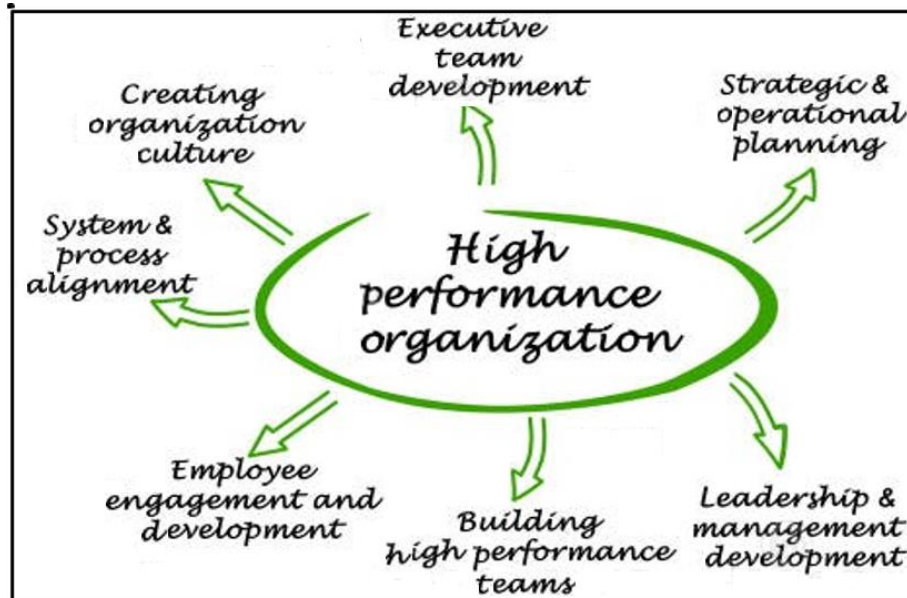 Executive
team
development
Strategic &
operational
planning
Creating
organization
culture
System &
process
alignment
High
performance
organization
Employee
engagement and
development
Building
high performance
teams
Leadership &
management
development